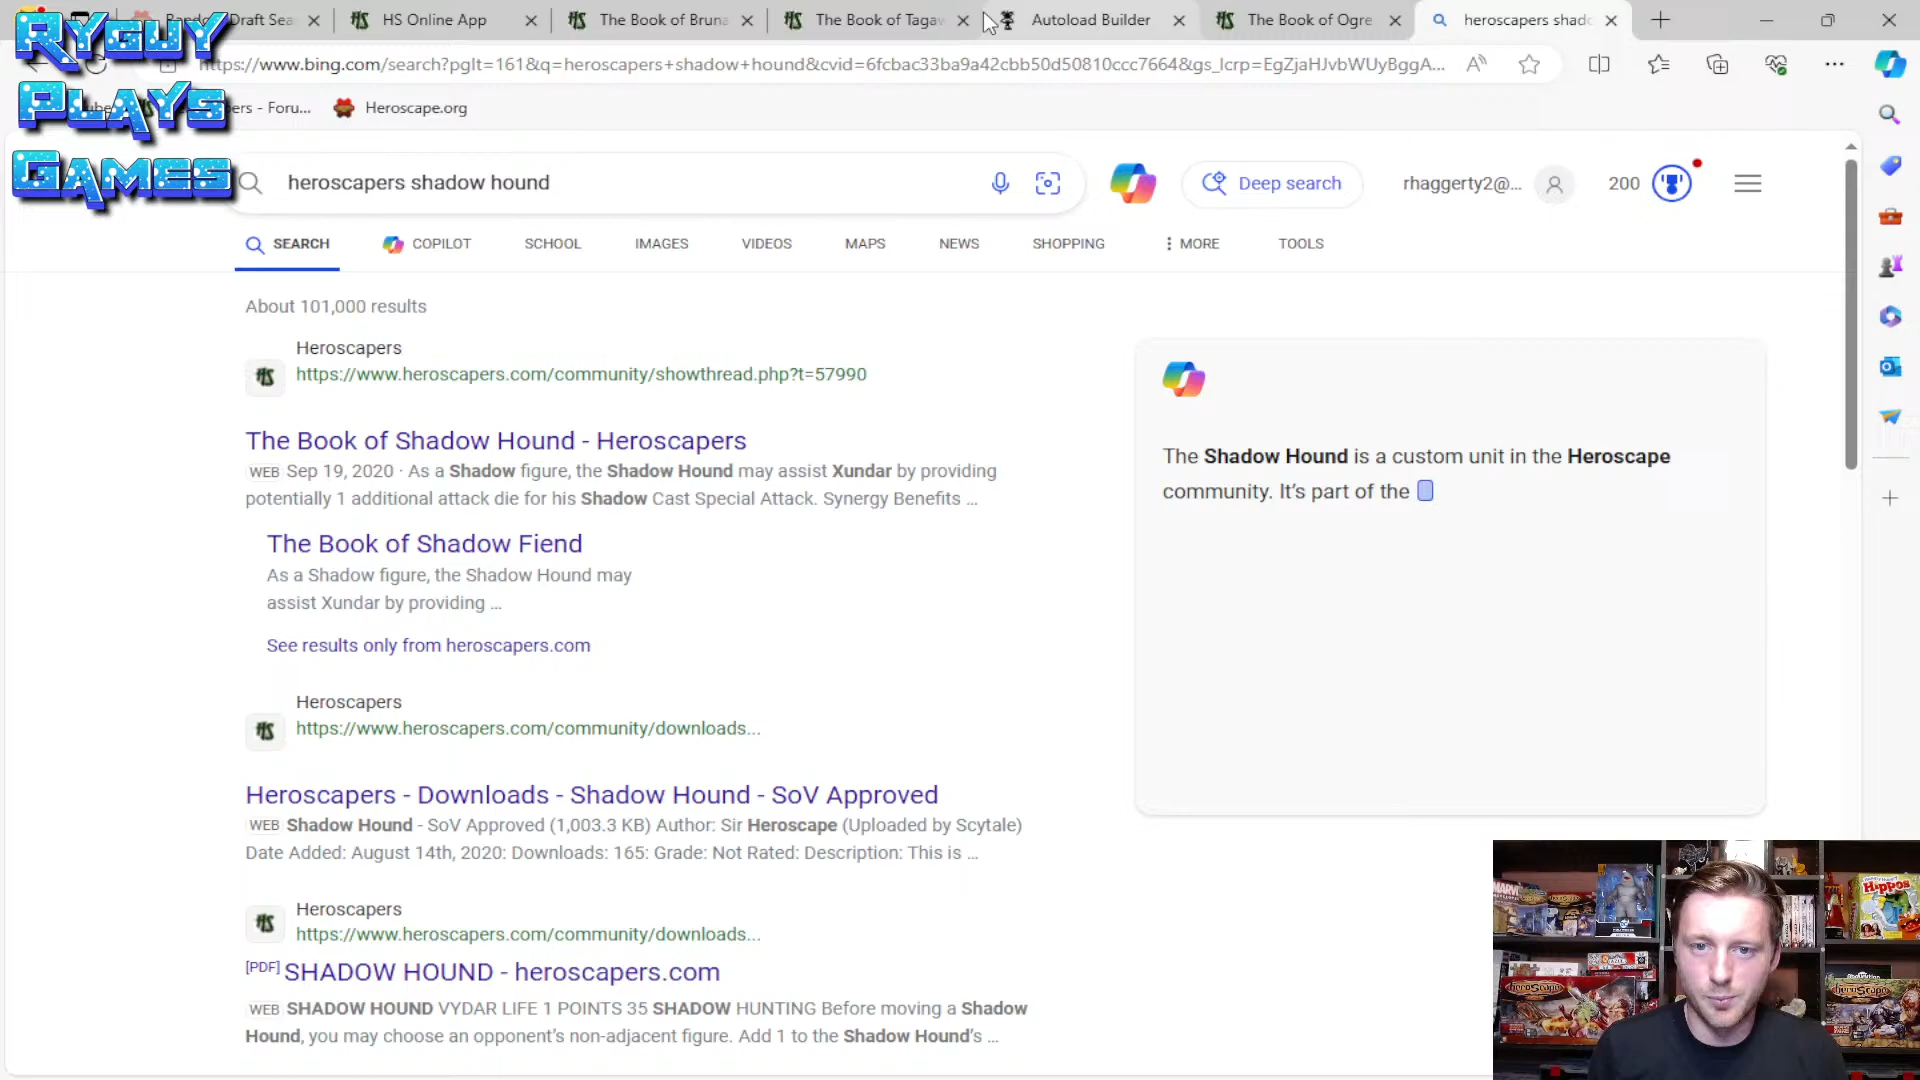 Draft Sea
HS Online App
The Book of Bruna
The Book of Tagaw
Autoload Builder
The Book of Ogre
heroscapers shado
https://www.bing.com/search?pglt=161&q=heroscapers+shadow+hound&cvid=6fcbac33ba9a42cbb50d50810ccc7664&gs_lcrp=EgZjaHJvbWUyBggA...
ers - Foru...
Heroscape.org
RyGuy
Plays
Games
heroscapers shadow hound
Deep search
rhaggerty2@...
200
SEARCH
COPILOT
SCHOOL
IMAGES
VIDEOS
MAPS
NEWS
SHOPPING
MORE
TOOLS
About 101,000 results
Heroscapers
https://www.heroscapers.com/community/showthread.php?t=57990
The Book of Shadow Hound - Heroscapers
WEB Sep 19, 2020 · As a Shadow figure, the Shadow Hound may assist Xundar by providing
potentially 1 additional attack die for his Shadow Cast Special Attack. Synergy Benefits ...
The Book of Shadow Fiend
As a Shadow figure, the Shadow Hound may
assist Xundar by providing ...
See results only from heroscapers.com
Heroscapers
https://www.heroscapers.com/community/downloads...
Heroscapers - Downloads - Shadow Hound - SoV Approved
WEB Shadow Hound - SoV Approved (1,003.3 KB) Author: Sir Heroscape (Uploaded by Scytale)
Date Added: August 14th, 2020: Downloads: 165: Grade: Not Rated: Description: This is ...
Heroscapers
https://www.heroscapers.com/community/downloads...
[PDF] SHADOW HOUND - heroscapers.com
WEB SHADOW HOUND VYDAR LIFE 1 POINTS 35 SHADOW HUNTING Before moving a Shadow
Hound, you may choose an opponent's non-adjacent figure. Add 1 to the Shadow Hound's ...
The Shadow Hound is a custom unit in the Heroscape
community. It's part of the
MARVEL
Hippos
heroScape
heroScape